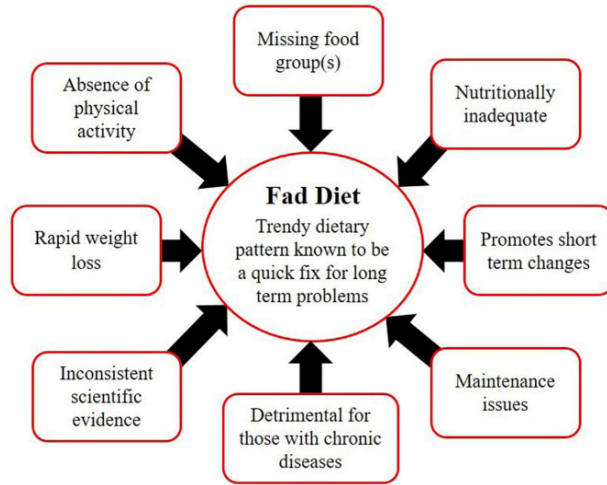 Missing food
group(s)
Absence of
physical
activity
Nutritionally
inadequate
Fad Diet
Trendy dietary
pattern known to be
a quick fix for long
term problems
Rapid weight
loss
Promotes short
term changes
Inconsistent
scientific
evidence
Detrimental for
those with chronic
diseases
Maintenance
issues